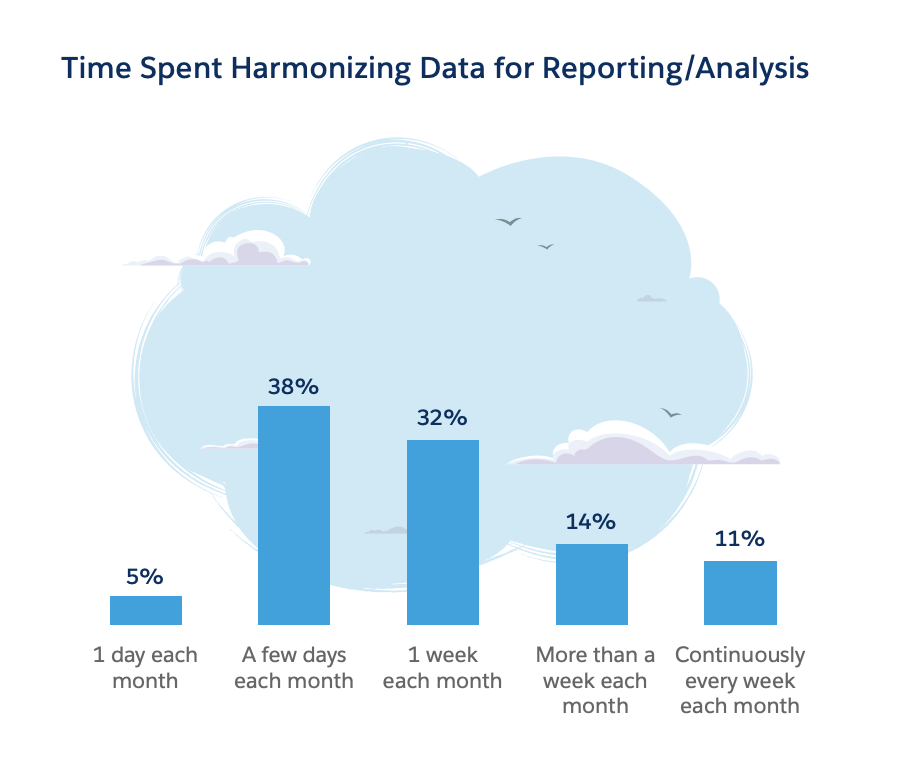 Time Spent Harmonizing Data for Reporting/Analysis
38%
32%
14%
11%
5%
1 day each
month
A few days
each month
1 week
each month
More than a
week each
month
Continuously
every week
each month